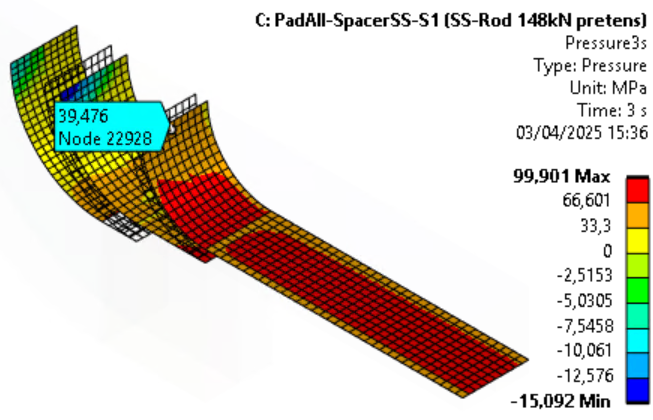 C: PadAll-SpacerSS-S1 (SS-Rod 148kN pretens)
Pressure3s
Type: Pressure
Unit: MPa
Time: 3 s
03/04/2025 15:36
39,476
Node 22928
99,901 Max
66,601
33,3
0
-2,5153
-5,0305
-7,5458
-10,061
-12,576
-15,092 Min